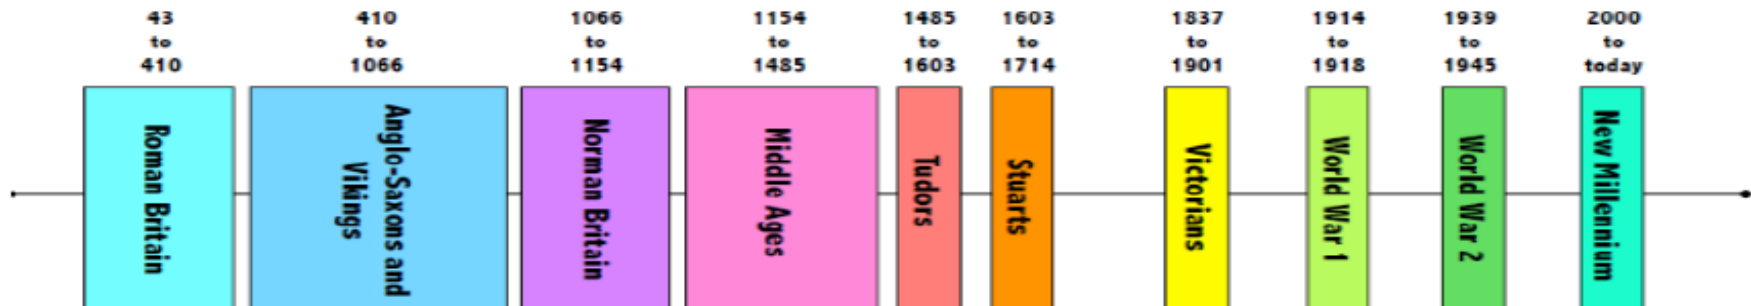 43
to
410
410
to
1066
1066
to
1154
1154
to
1485
1485
to
1603
1603
to
1714
1837
to
1901
1914
to
1918
1939
to
1945
2000
to
today
Roman Britain
Anglo-Saxons and
Vikings
Norman Britain
Middle Ages
Tudors
Stuarts
Victorians
World War 1
World War 2
New Millennium